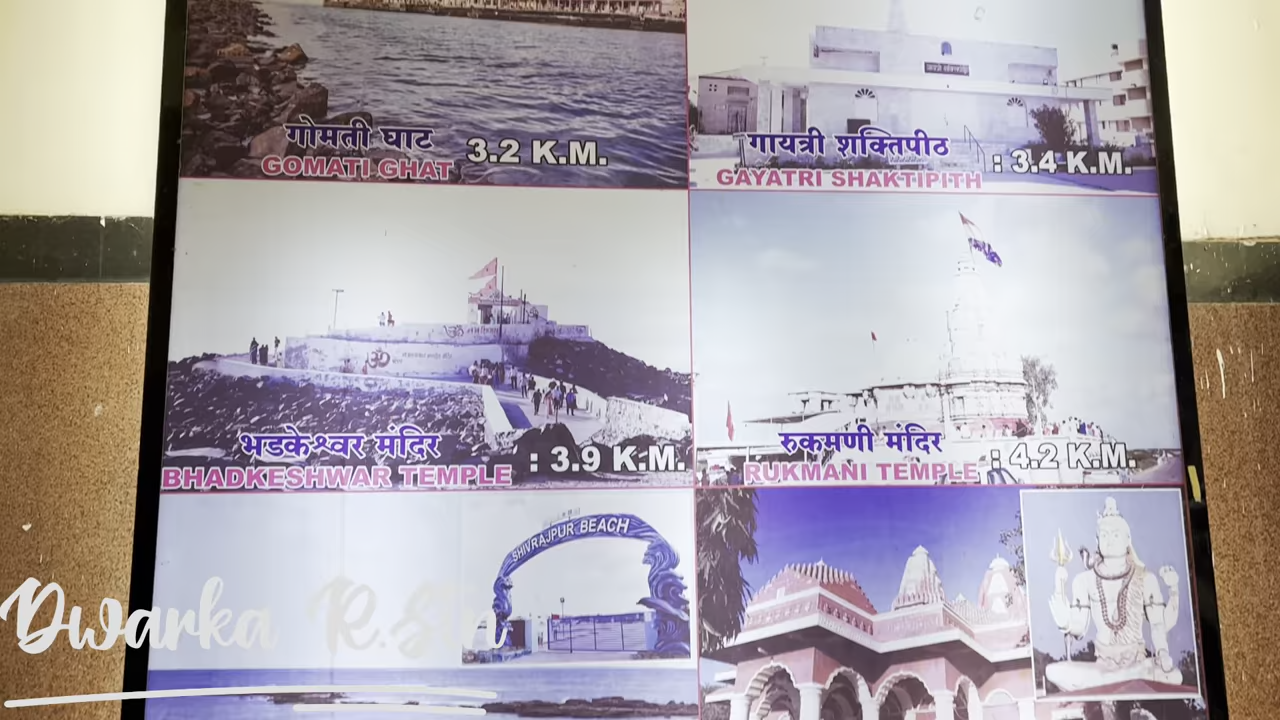 गोमती घाट
GOMATI GHAT
3.2 K.M.
गायत्री शक्तिपीठ
GAYATRI SHAKTIPITH
: 3.4 K.M.
भडकेश्वर मंदिर
BHADKESHWAR TEMPLE
: 3.9 K.M.
रुकमणी मंदिर
RUKMANI TEMPLE
: 4.2 K.M.
SHIVRAJPUR BEACH
Dwarka R.Stn